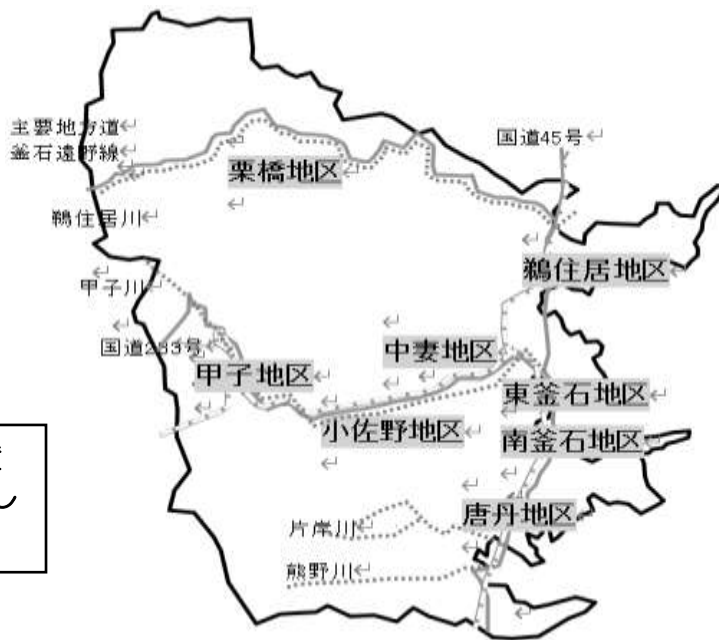 主要地方道
釜石遠野線
国道45号
栗橋地区
鵜住居川
鵜住居地区
甲子川
国道283号
中妻地区
甲子地区
東釜石地区
小佐野地区
南釜石地区
唐丹地区
片岸川
熊野川